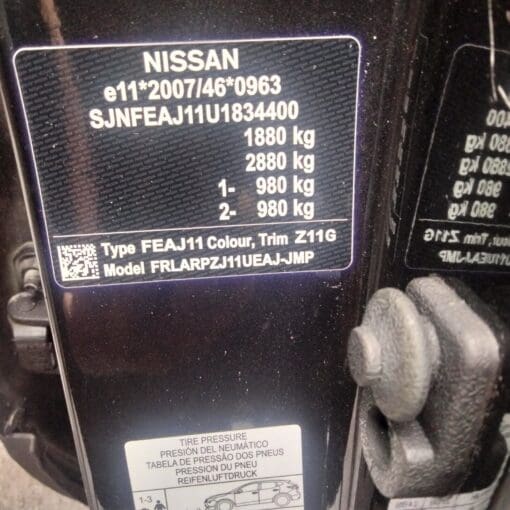 NISSAN
e11*2007/46*0963
SJNFEAJ11U1834400
1880 kg
2880 kg
1- 980 kg
2- 980 kg
Type FEAJ11 Colour, Trim Z11G
Model FRLARPZJ11UEAJ-JMP
TIRE PRESSURE
PRESIÓN DEL NEUMÁTICO
TABELA DE PRESSÃO DOS PNEUS
PRESSION DU PNEU
REIFENLUFTDRUCK
1-3